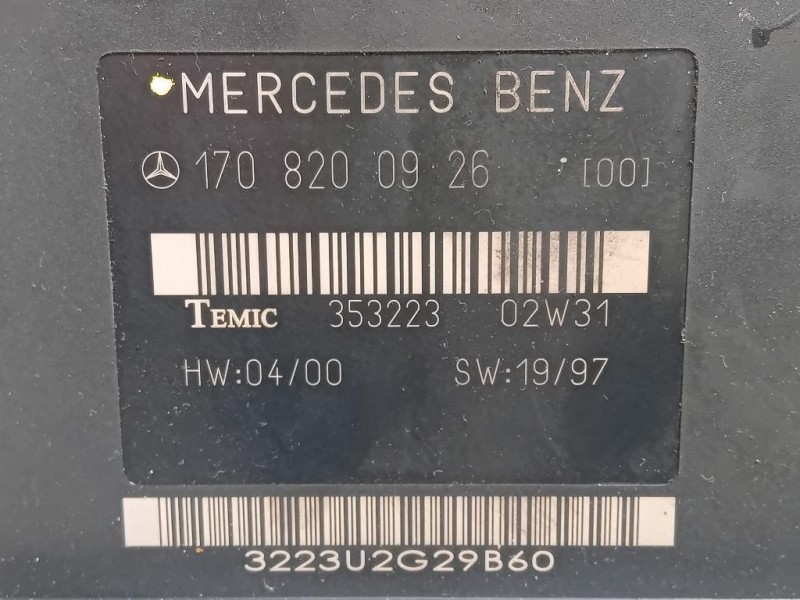 MERCEDES BENZ
170 820 09 26 [00]
TEMIC 353223 02W31
HW:04/00 SW:19/97
3223U2G29B60